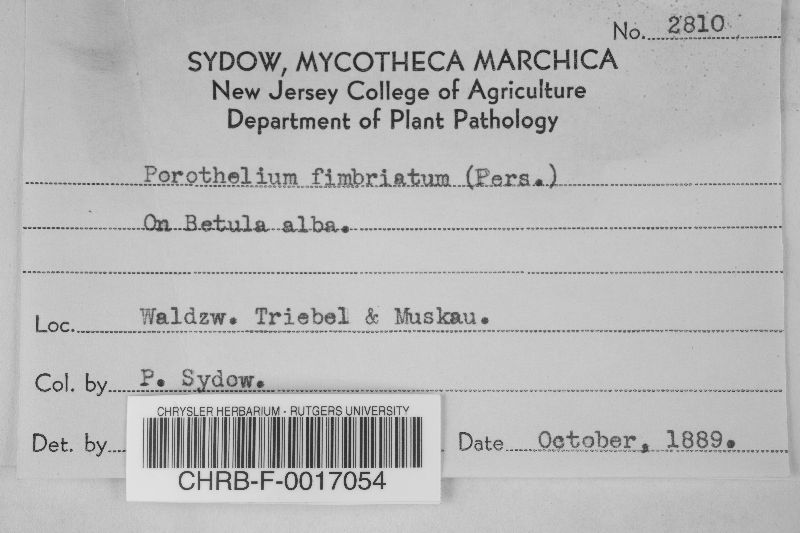 No. 2810
SYDOW, MYCOTHECA MARCHICA
New Jersey College of Agriculture
Department of Plant Pathology
Porothelium fimbriatum (Pers.)
On Betula alba.
Loc. Waldzw. Triebel & Muskau.
Col. by P. Sydow.
Det. by
Date October, 1889.
CHRYSLER HERBARIUM - RUTGERS UNIVERSITY
CHRB-F-0017054